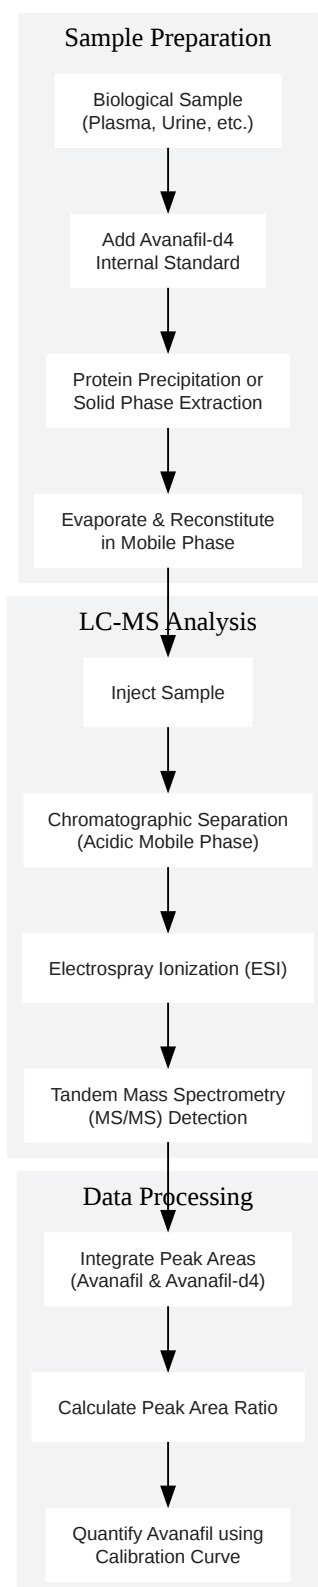 Sample Preparation
Biological Sample
(Plasma, Urine, etc.)
Add Avanafil-d4
Internal Standard
Protein Precipitation or
Solid Phase Extraction
Evaporate & Reconstitute
in Mobile Phase
LC-MS Analysis
Inject Sample
Chromatographic Separation
(Acidic Mobile Phase)
Electrospray Ionization (ESI)
Tandem Mass Spectrometry
(MS/MS) Detection
Data Processing
Integrate Peak Areas
(Avanafil & Avanafil-d4)
Calculate Peak Area Ratio
Quantify Avanafil using
Calibration Curve